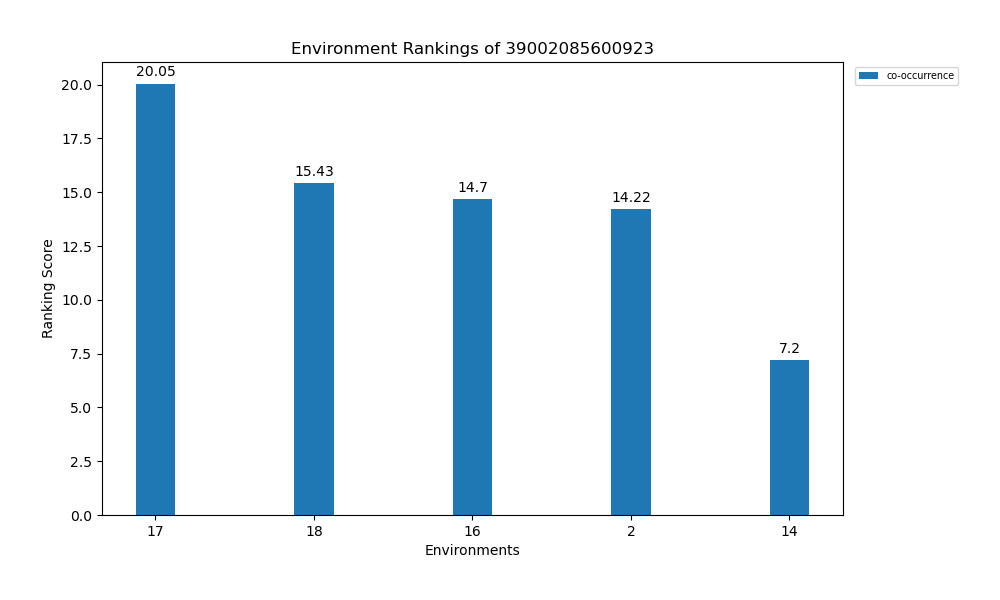 Environment Rankings of 39002085600923
co-occurrence
Ranking Score
20.0
17.5
15.0
12.5
10.0
7.5
5.0
2.5
0.0
20.05
15.43
14.7
14.22
7.2
17 18 16 2 14
Environments